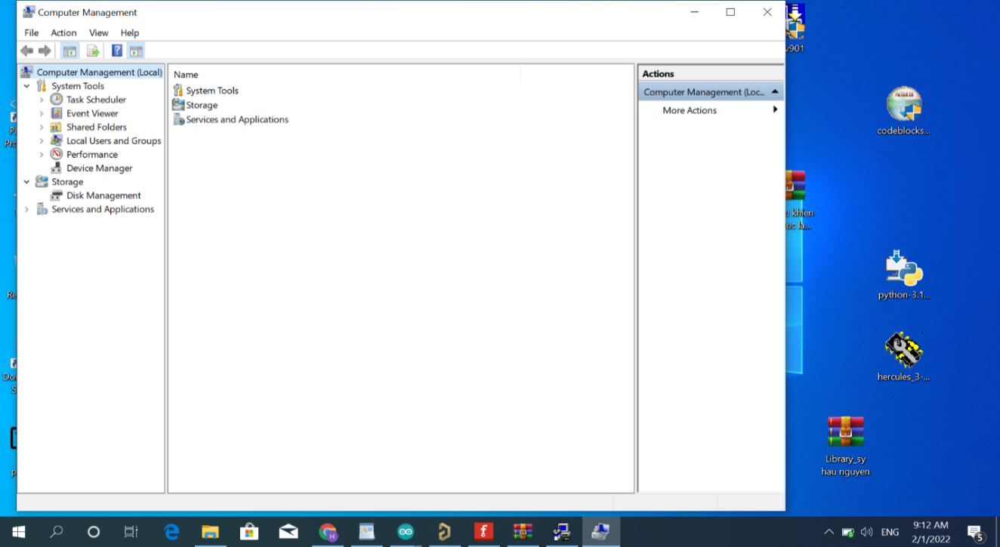 Computer Management
File Action View Help
Computer Management (Local)
System Tools
Task Scheduler
Event Viewer
Shared Folders
Local Users and Groups
Performance
Device Manager
Storage
Disk Management
Services and Applications
Name
System Tools
Storage
Services and Applications
Actions
Computer Management (Loc...
More Actions
v901
codeblocks...
khien
uc la...
python-3.1...
hercules_3-...
Library_sy
hau nguyen
ENG
9:12 AM
2/1/2022
5